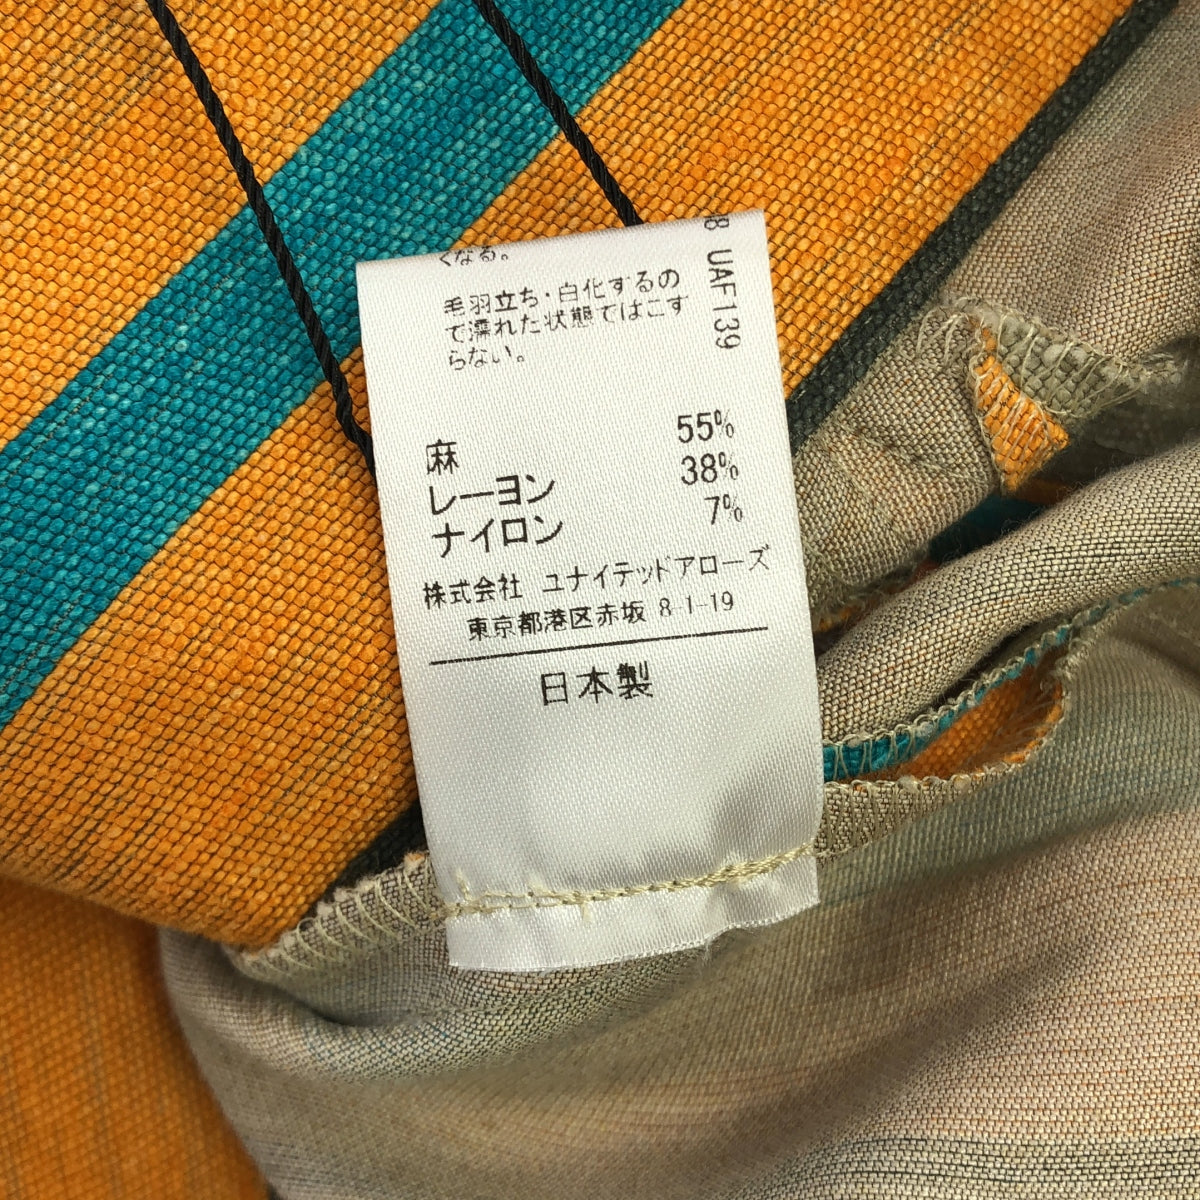 くなる。
毛羽立ち・白化するの
で濡れた状態ではこす
らない。
8 UAF139
麻 55%
レーヨン 38%
ナイロン 7%
株式会社 ユナイテッドアローズ
東京都港区赤坂 8-1-19
日本製